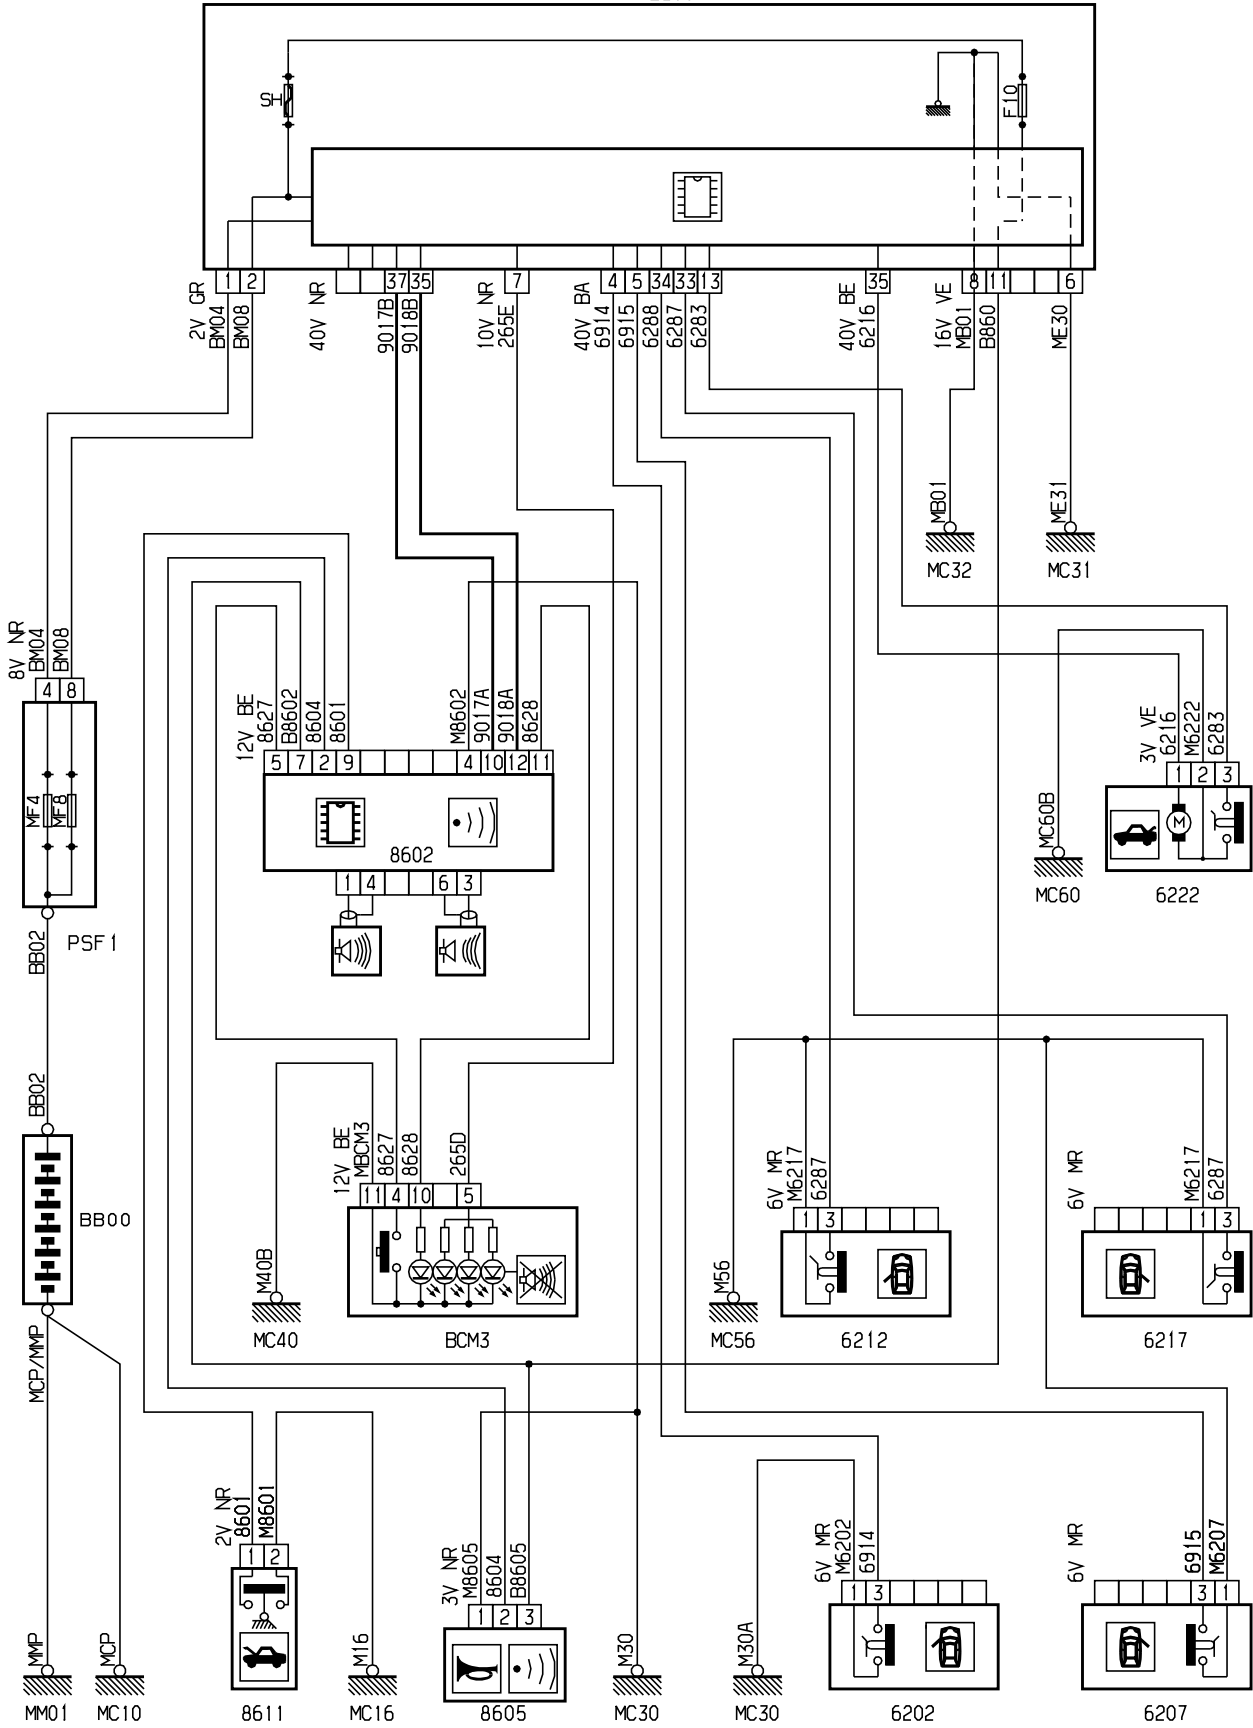 SH
F10
1 2
37 35
7
4 5 34 33 13
35
8 11
6
2V GR
BM04
BM08
40V NR
9017B
9018B
10V NR
265E
40V BA
6914
6915
6288
6287
6283
40V BE
6216
16V VE
MB01
B860
ME30
MB01
MC32
ME31
MC31
8V NR
BM04
BM08
4 8
MF4
MF8
PSF1
BB02
BB02
BB00
MCP/MMP
MMP
MCP
MM01
MC10
12V BE
8627
B8602
8604
8601
M8602
9017A
9018A
8628
5 7 2 9
4 10 12 11
8602
1 4
6 3
3V VE
6216
M6222
6283
1 2 3
M
6222
MC60B
MC60
12V BE
MBCM3
8627
8628
265D
11 4 10
5
BCM3
M40B
MC40
M56
MC56
6V MR
M6217
6287
1 3
6212
6V MR
M6217
6287
1 3
6217
2V NR
8601
M8601
1 2
8611
M16
MC16
3V NR
M8605
8604
B8605
1 2 3
8605
M30
MC30
M30A
MC30
6V MR
M6202
6914
1 3
6202
6V MR
6915
M6207
3 1
6207